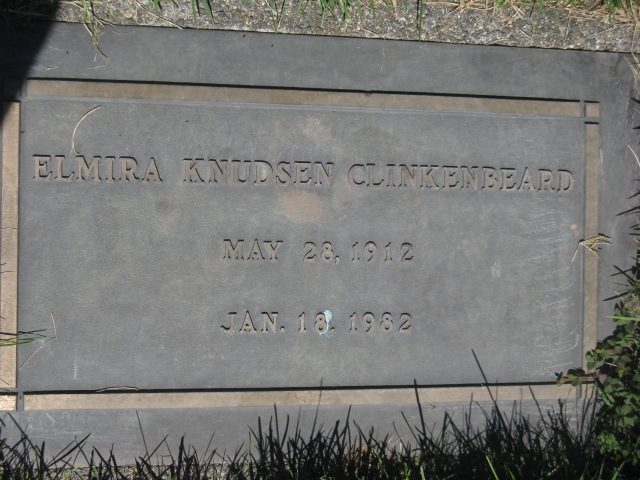 ELMIRA KNUDSEN CLINKENBEARD
MAY 28, 1912
JAN. 18, 1982